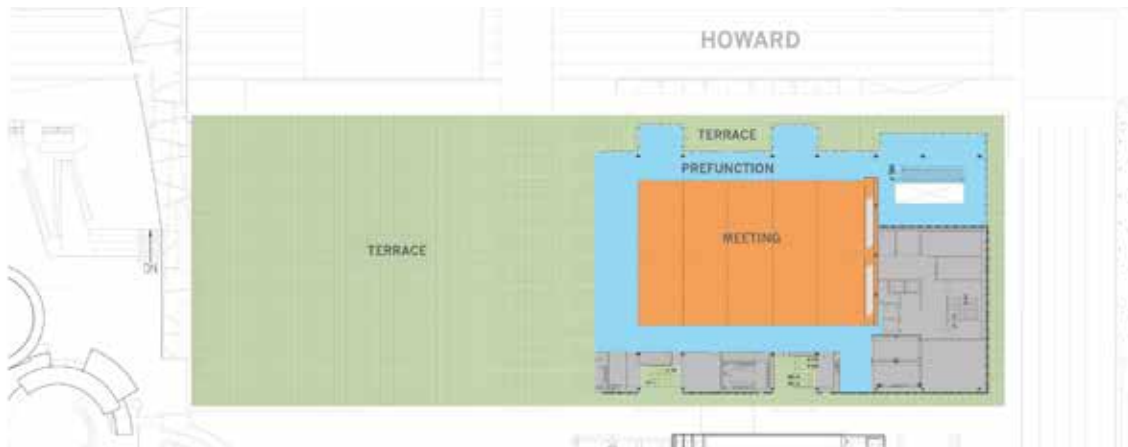 HOWARD
TERRACE
PREFUNCTION
MEETING
TERRACE
DN